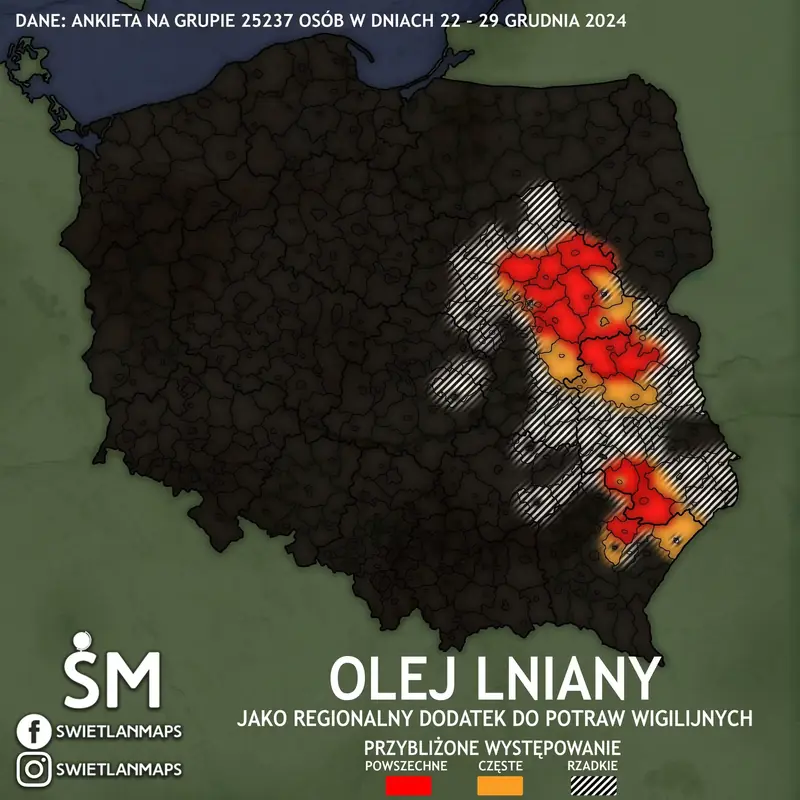 DANE: ANKIETA NA GRUPIE 25237 OSÓB W DNIACH 22 - 29 GRUDNIA 2024
ŚM
SWIETLANMAPS
SWIETLANMAPS
OLEJ LNIANY
JAKO REGIONALNY DODATEK DO POTRAW WIGILIJNYCH
PRZYBLIŻONE WYSTĘPOWANIE
POWSZECHNE CZĘSTE RZADKIE